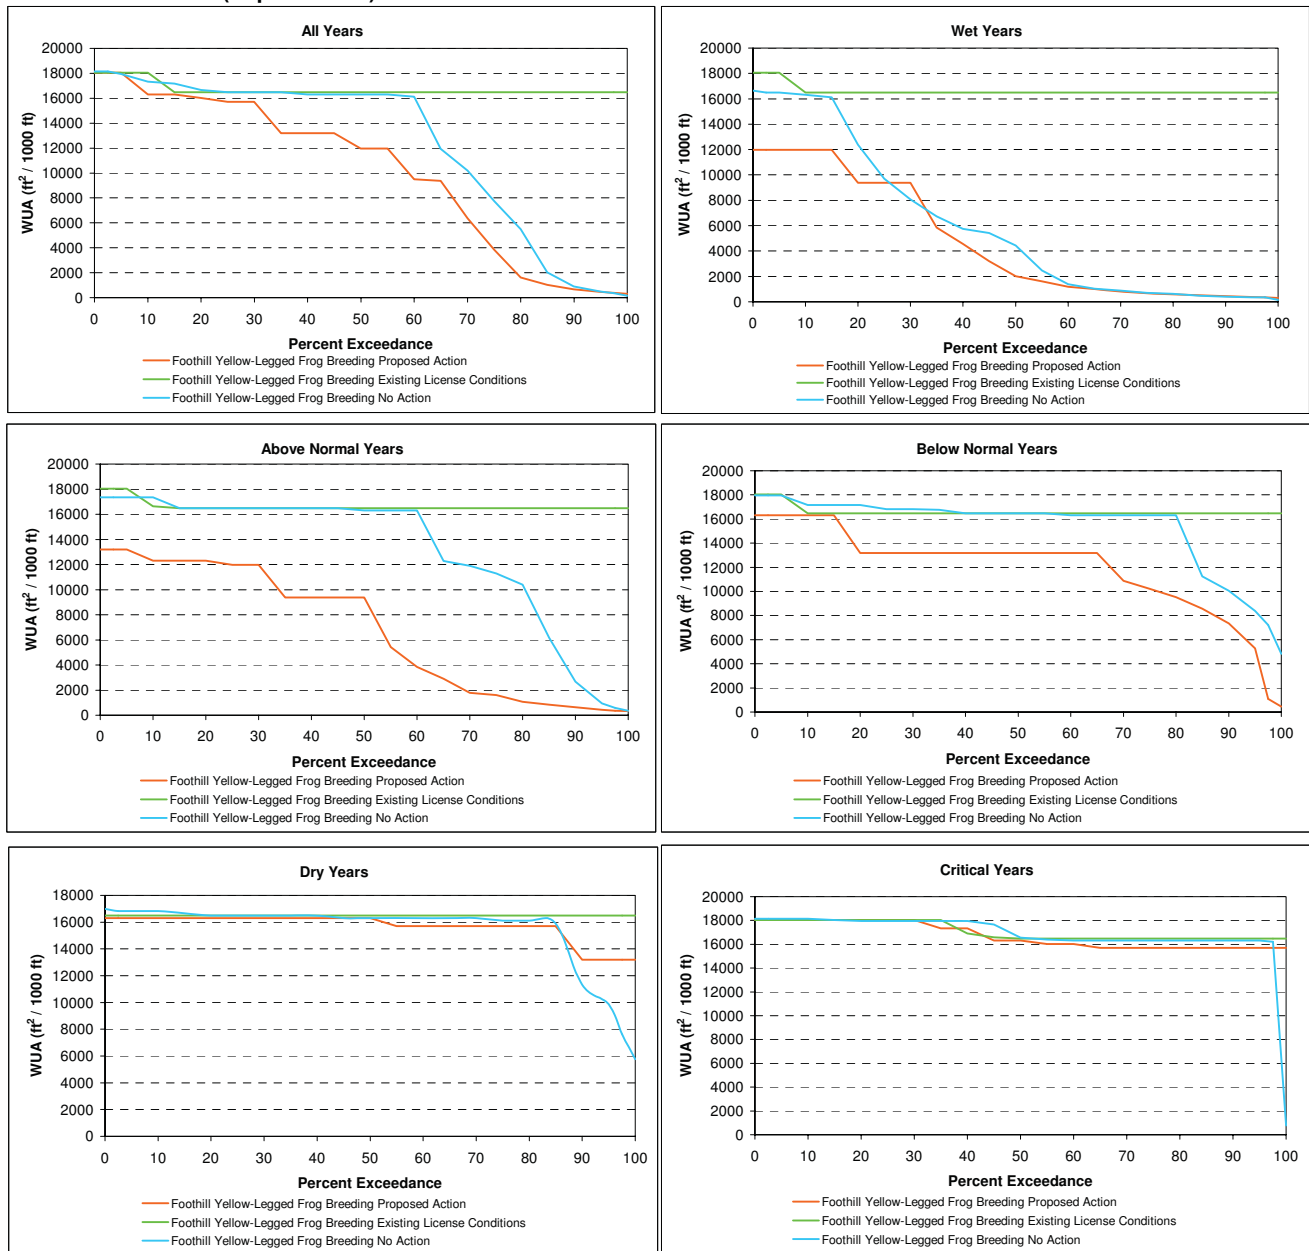 All Years
20000
18000
16000
14000
12000
10000
8000
6000
4000
2000
0
WUA (ft² / 1000 ft)
0 10 20 30 40 50 60 70 80 90 100
Percent Exceedance
Foothill Yellow-Legged Frog Breeding Proposed Action
Foothill Yellow-Legged Frog Breeding Existing License Conditions
Foothill Yellow-Legged Frog Breeding No Action
Wet Years
20000
18000
16000
14000
12000
10000
8000
6000
4000
2000
0
WUA (ft² / 1000 ft)
0 10 20 30 40 50 60 70 80 90 100
Percent Exceedance
Foothill Yellow-Legged Frog Breeding Proposed Action
Foothill Yellow-Legged Frog Breeding Existing License Conditions
Foothill Yellow-Legged Frog Breeding No Action
Above Normal Years
20000
18000
16000
14000
12000
10000
8000
6000
4000
2000
0
WUA (ft² / 1000 ft)
0 10 20 30 40 50 60 70 80 90 100
Percent Exceedance
Foothill Yellow-Legged Frog Breeding Proposed Action
Foothill Yellow-Legged Frog Breeding Existing License Conditions
Foothill Yellow-Legged Frog Breeding No Action
Below Normal Years
20000
18000
16000
14000
12000
10000
8000
6000
4000
2000
0
WUA (ft² / 1000 ft)
0 10 20 30 40 50 60 70 80 90 100
Percent Exceedance
Foothill Yellow-Legged Frog Breeding Proposed Action
Foothill Yellow-Legged Frog Breeding Existing License Conditions
Foothill Yellow-Legged Frog Breeding No Action
Dry Years
18000
16000
14000
12000
10000
8000
6000
4000
2000
0
WUA (ft² / 1000 ft)
0 10 20 30 40 50 60 70 80 90 100
Percent Exceedance
Foothill Yellow-Legged Frog Breeding Proposed Action
Foothill Yellow-Legged Frog Breeding Existing License Conditions
Foothill Yellow-Legged Frog Breeding No Action
Critical Years
20000
18000
16000
14000
12000
10000
8000
6000
4000
2000
0
WUA (ft² / 1000 ft)
0 10 20 30 40 50 60 70 80 90 100
Percent Exceedance
Foothill Yellow-Legged Frog Breeding Proposed Action
Foothill Yellow-Legged Frog Breeding Existing License Conditions
Foothill Yellow-Legged Frog Breeding No Action